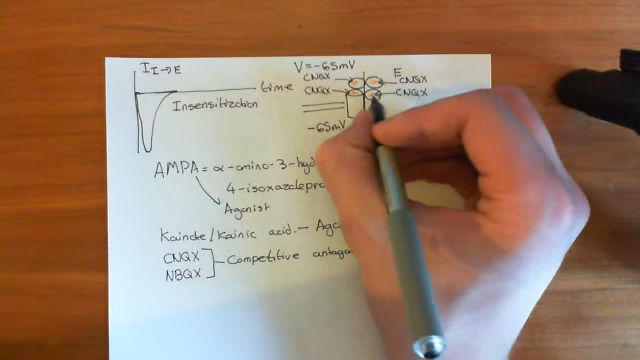 I I→E
time
Insensitization
V = -65mV
E
CNQX
CNQX
CNQX
CNQX
-65mV
AMPA = α-amino-3-hyd
4-isoxazolepro
Agonist
Kainate/Kainic acid. - Ago
CNQX
NBQX
Competitive antago